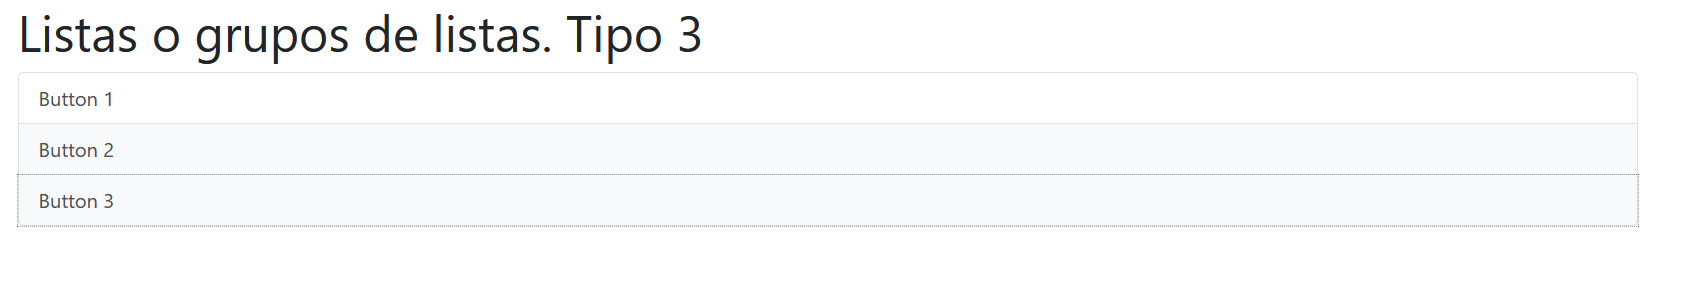 Listas o grupos de listas. Tipo 3
Button 1
Button 2
Button 3